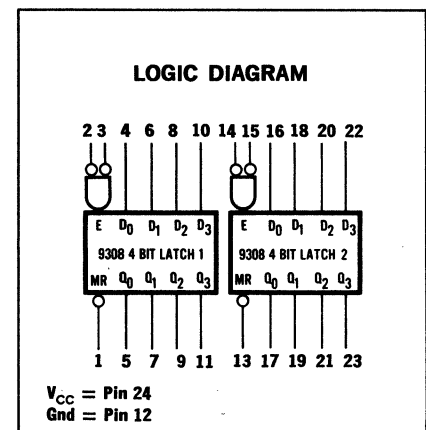 LOGIC DIAGRAM
2 3 4 6 8 10 14 15 16 18 20 22
E D0 D1 D2 D3 E D0 D1 D2 D3
9308 4 BIT LATCH 1 9308 4 BIT LATCH 2
MR Q0 Q1 Q2 Q3 MR Q0 Q1 Q2 Q3
1 5 7 9 11 13 17 19 21 23
VCC = Pin 24
Gnd = Pin 12